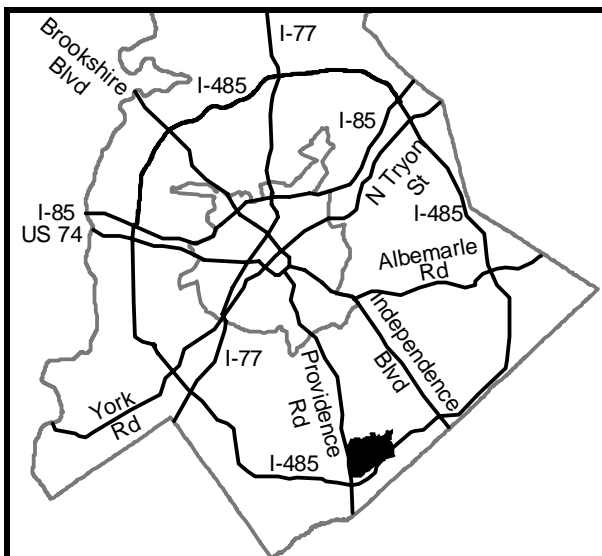 I-77
Brookshire
Blvd
I-485
I-85
N Tryon
St
I-85
US 74
I-485
Albemarle
Rd
Independence
Blvd
I-77
Providence
Rd
York
Rd
I-485